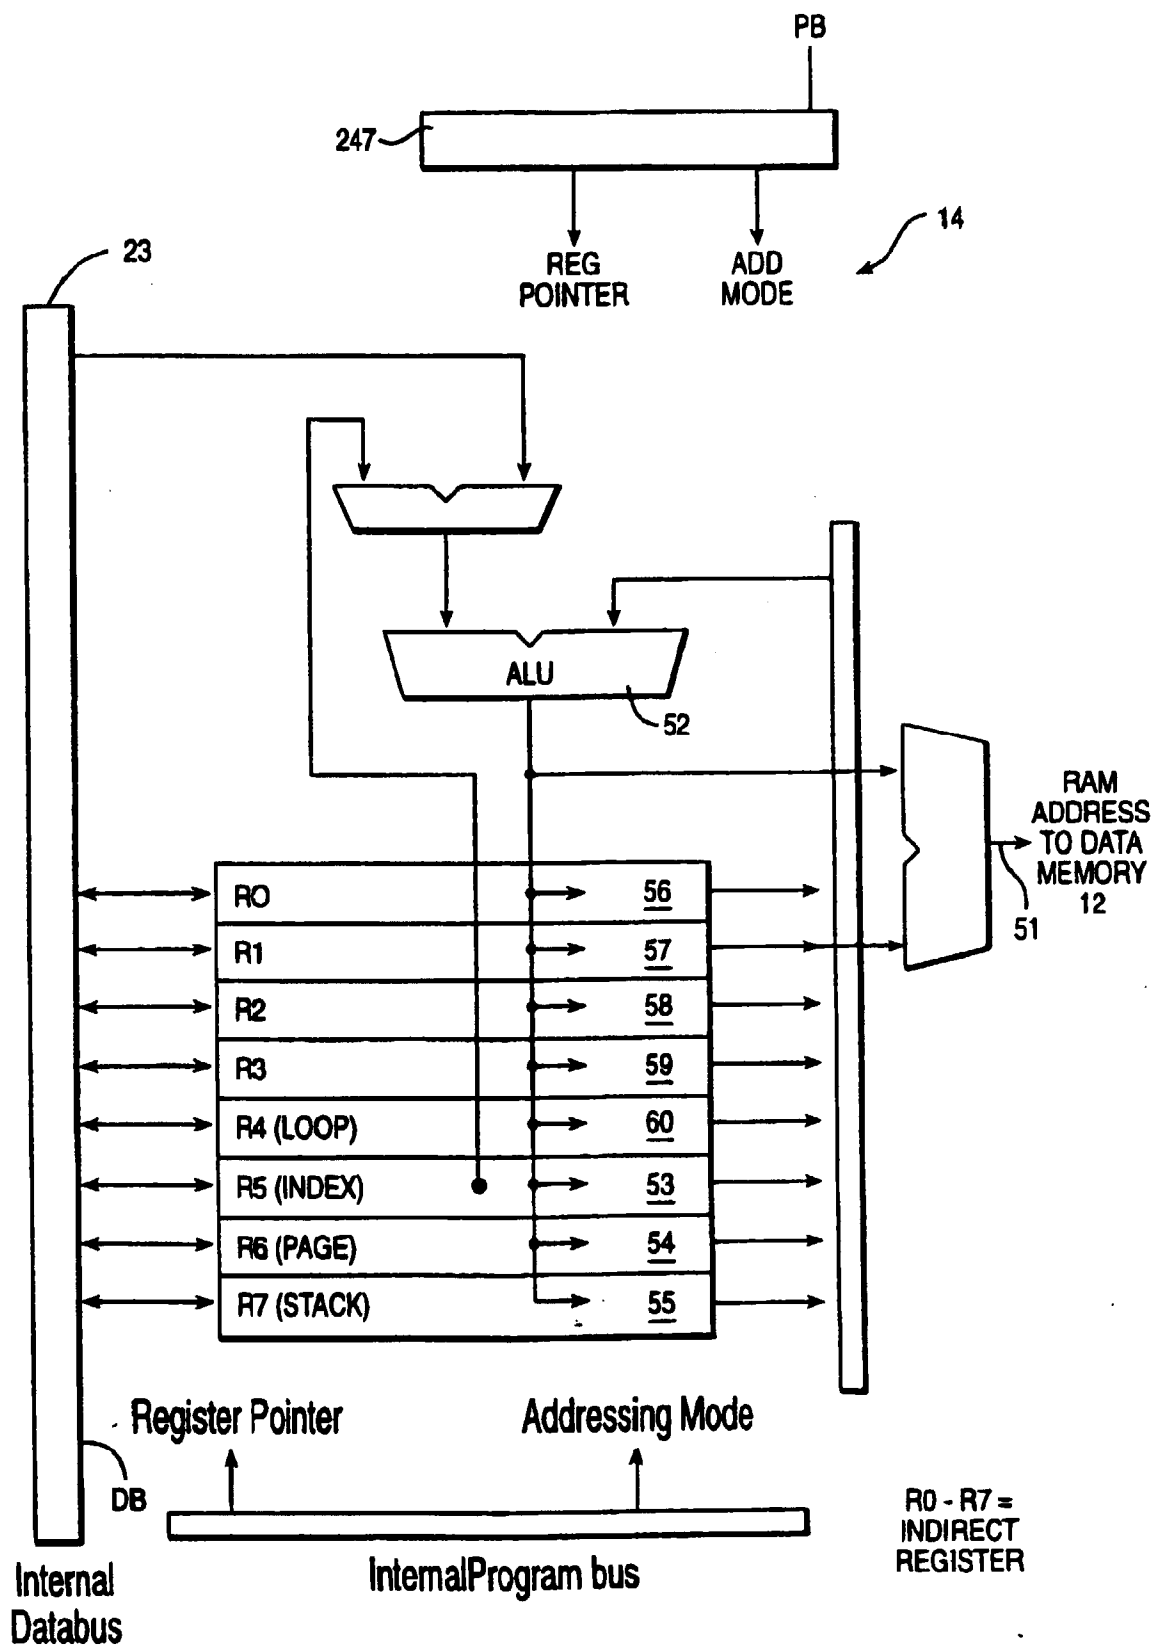 PB
247
REG
POINTER
ADD
MODE
14
23
ALU
52
RAM
ADDRESS
TO DATA
MEMORY
12
51
R0 56
R1 57
R2 58
R3 59
R4 (LOOP) 60
R5 (INDEX) 53
R6 (PAGE) 54
R7 (STACK) 55
Register Pointer
Addressing Mode
DB
R0 - R7 =
INDIRECT
REGISTER
InternalProgram bus
Internal
Databus